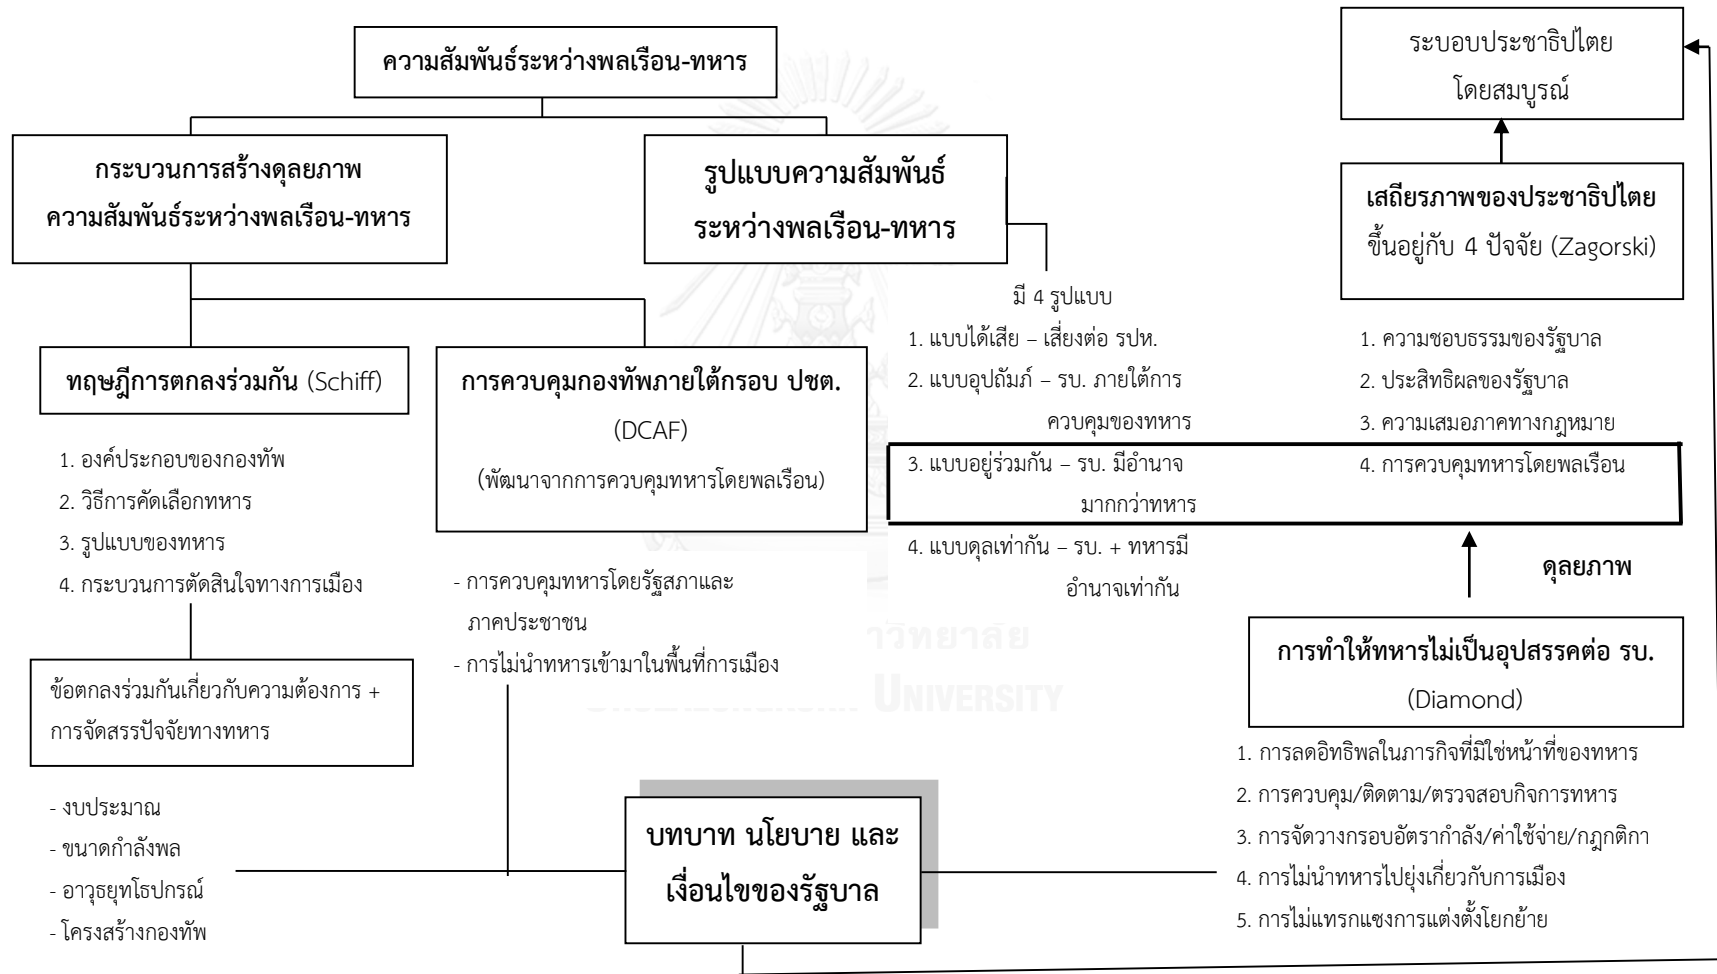 ความสัมพันธ์ระหว่างพลเรือน-ทหาร
กระบวนการสร้างดุลยภาพ
ความสัมพันธ์ระหว่างพลเรือน-ทหาร
รูปแบบความสัมพันธ์
ระหว่างพลเรือน-ทหาร
ทฤษฎีการตกลงร่วมกัน (Schiff)
1. องค์ประกอบของกองทัพ
2. วิธีการคัดเลือกทหาร
3. รูปแบบของทหาร
4. กระบวนการตัดสินใจทางการเมือง
ข้อตกลงร่วมกันเกี่ยวกับความต้องการ +
การจัดสรรปัจจัยทางทหาร
- งบประมาณ
- ขนาดกำลังพล
- อาวุธยุทโธปกรณ์
- โครงสร้างกองทัพ
การควบคุมกองทัพภายใต้กรอบ ปชต.
(DCAF)
(พัฒนาจากการควบคุมทหารโดยพลเรือน)
- การควบคุมทหารโดยรัฐสภาและ
ภาคประชาชน
- การไม่นำทหารเข้ามาในพื้นที่การเมือง
มี 4 รูปแบบ
1. แบบได้เสีย – เสี่ยงต่อ รปห.
2. แบบอุปถัมภ์ – รบ. ภายใต้การ
ควบคุมของทหาร
3. แบบอยู่ร่วมกัน – รบ. มีอำนาจ
มากกว่าทหาร
4. แบบดุลเท่ากัน – รบ. + ทหารมี
อำนาจเท่ากัน
ระบอบประชาธิปไตย
โดยสมบูรณ์
เสถียรภาพของประชาธิปไตย
ขึ้นอยู่กับ 4 ปัจจัย (Zagorski)
1. ความชอบธรรมของรัฐบาล
2. ประสิทธิผลของรัฐบาล
3. ความเสมอภาคทางกฎหมาย
4. การควบคุมทหารโดยพลเรือน
ดุลยภาพ
การทำให้ทหารไม่เป็นอุปสรรคต่อ รบ.
(Diamond)
1. การลดอิทธิพลในภารกิจที่มิใช่หน้าที่ของทหาร
2. การควบคุม/ติดตาม/ตรวจสอบกิจการทหาร
3. การจัดวางกรอบอัตรากำลัง/ค่าใช้จ่าย/กฎกติกา
4. การไม่นำทหารไปยุ่งเกี่ยวกับการเมือง
5. การไม่แทรกแซงการแต่งตั้งโยกย้าย
บทบาท นโยบาย และ
เงื่อนไขของรัฐบาล
UNIVERSITY